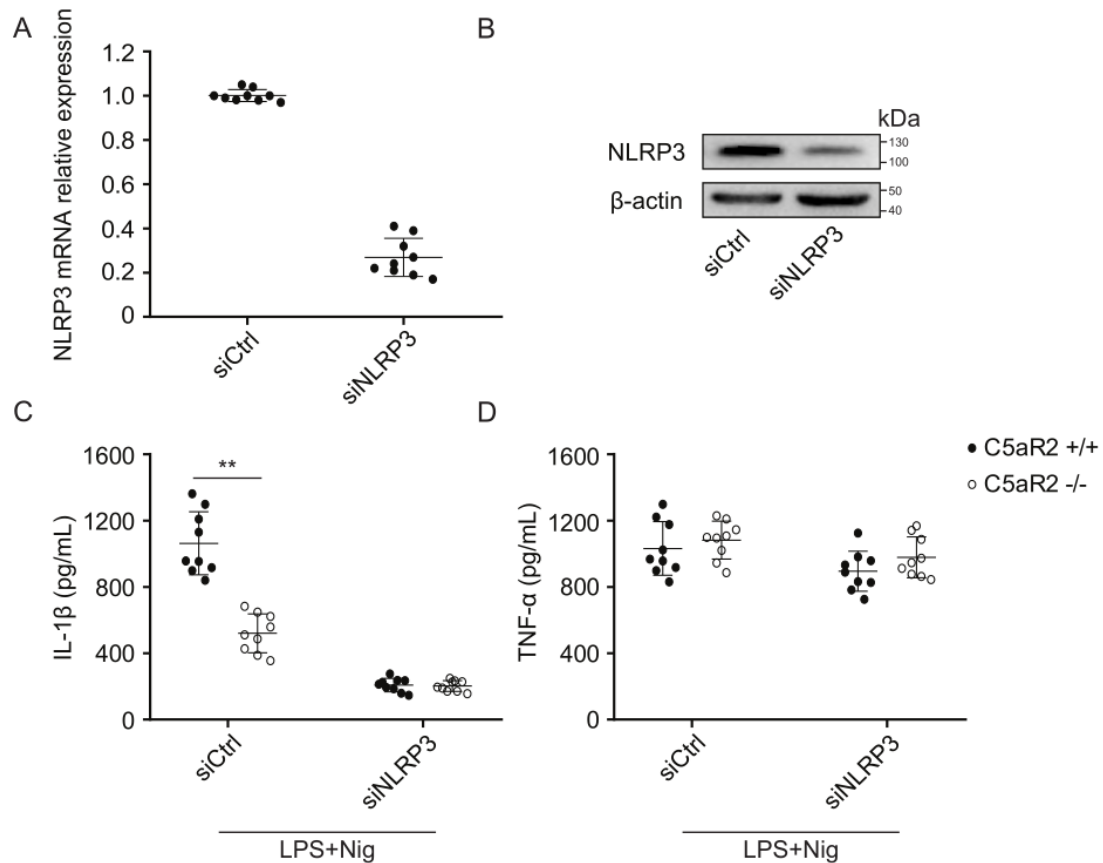 A
NLRP3 mRNA relative expression
1.2
1.0
0.8
0.6
0.4
0.2
0
siCtrl
siNLRP3
B
kDa
NLRP3
130
100
β-actin
50
40
siCtrl
siNLRP3
C
IL-1β (pg/mL)
1600
1200
800
400
0
**
siCtrl
siNLRP3
LPS+Nig
D
TNF-α (pg/mL)
1600
1200
800
400
0
siCtrl
siNLRP3
LPS+Nig
C5aR2 +/+
C5aR2 -/-